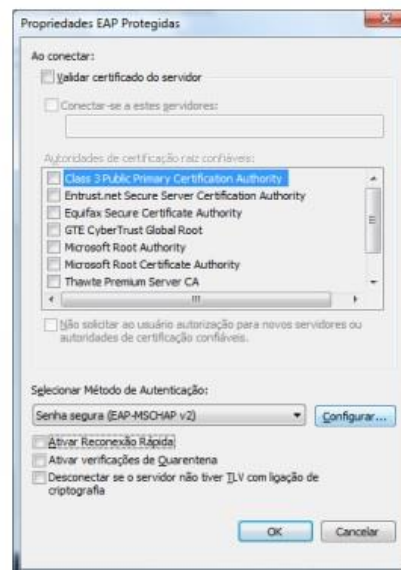 Propriedades EAP Protegidas
Ao conectar:
Validar certificado do servidor
Conectar-se a estes servidores:
Autoridades de certificação raiz confiáveis:
Class 3 Public Primary Certification Authority
Entrust.net Secure Server Certification Authority
Equifax Secure Certificate Authority
GTE CyberTrust Global Root
Microsoft Root Authority
Microsoft Root Certificate Authority
Thawte Premium Server CA
Não solicitar ao usuário autorização para novos servidores ou
autoridades de certificação confiáveis.
Selecionar Método de Autenticação:
Senha segura (EAP-MSCHAP v2)
Configurar...
Ativar Reconexão Rápida
Ativar verificações de Quarentena
Desconectar se o servidor não tiver TLV com ligação de
criptografia
OK
Cancelar